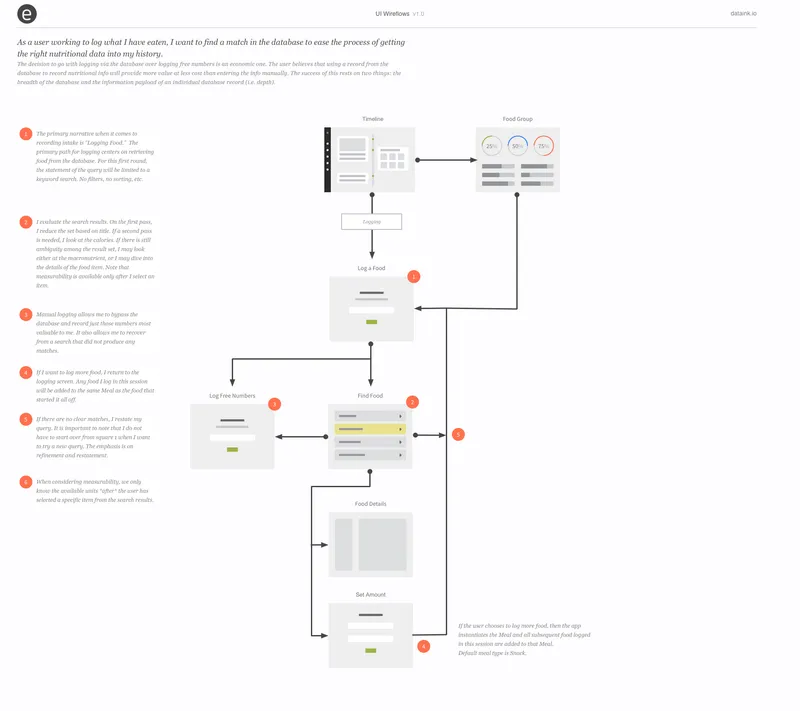 e
UI Wireflows v1.0
dataink.io
As a user working to log what I have eaten, I want to find a match in the database to ease the process of getting
the right nutritional data into my history.
The decision to go with logging via the database over logging free numbers is an economic one. The user believes that using a record from the
database to record nutritional info will provide more value at less cost than entering the info manually. The success of this rests on two things: the
breadth of the database and the information payload of an individual database record (i.e. depth).
1
The primary narrative when it comes to
recording intake is "Logging Food." The
primary path for logging centers on retrieving
food from the database. For this first round,
the statement of the query will be limited to a
keyword search. No filters, no sorting, etc.
2
I evaluate the search results. On the first pass,
I reduce the set based on title. If a second pass
is needed, I look at the calories. If there is still
ambiguity among the result set, I may look
either at the macronutrient, or I may dive into
the details of the food item. Note that
measurability is available only after I select an
item.
3
Manual logging allows me to bypass the
database and record just those numbers most
valuable to me. It also allows me to recover
from a search that did not produce any
matches.
4
If I want to log more food, I return to the
logging screen. Any food I log in this session
will be added to the same Meal as the food that
started it all off.
5
If there are no clear matches, I restate my
query. It is important to note that I do not
have to start over from square 1 when I want
to try a new query. The emphasis is on
refinement and restatement.
6
When considering measurability, we only
know the available units *after* the user has
selected a specific item from the search results.
Timeline
Food Group
25%
50%
75%
Log a Food
1
Log Free Numbers
3
Find Food
2
5
Food Details
Set Amount
If the user chooses to log more food, then the app
instantiates the Meal and all subsequent food logged
in this session are added to that Meal.
Default meal type is Snack.